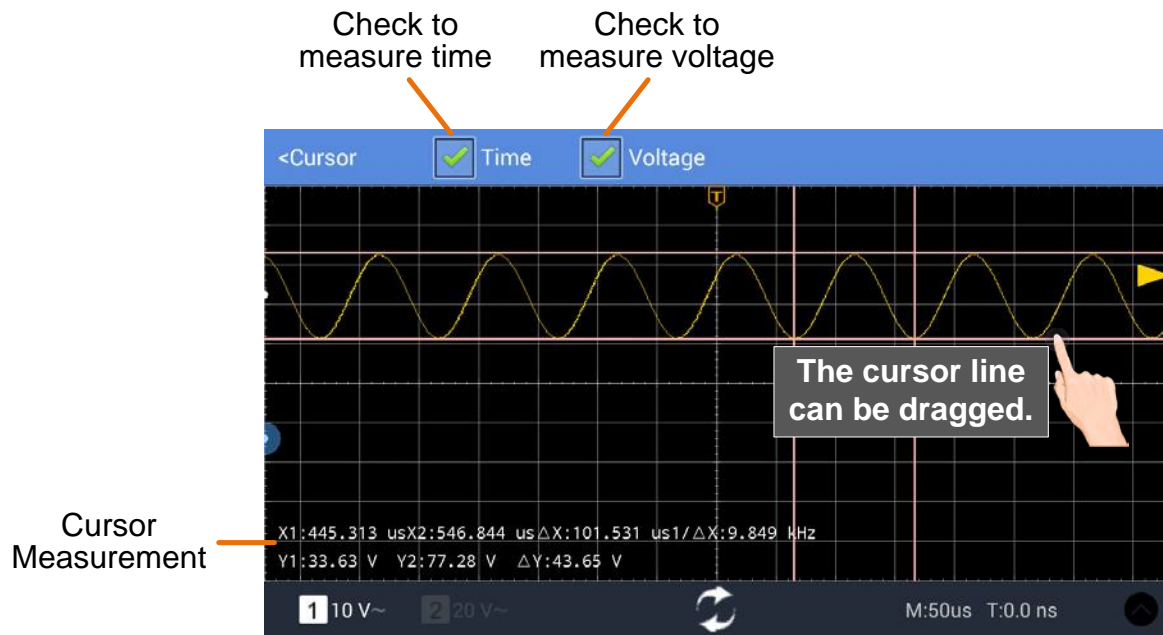 Check to
measure time
Check to
measure voltage
<Cursor Time Voltage
T
The cursor line
can be dragged.
Cursor
Measurement
X1:445.313 usX2:546.844 us△X:101.531 us1/△X:9.849 kHz
Y1:33.63 V Y2:77.28 V △Y:43.65 V
1 10 V~ 2 20 V~ M:50us T:0.0 ns